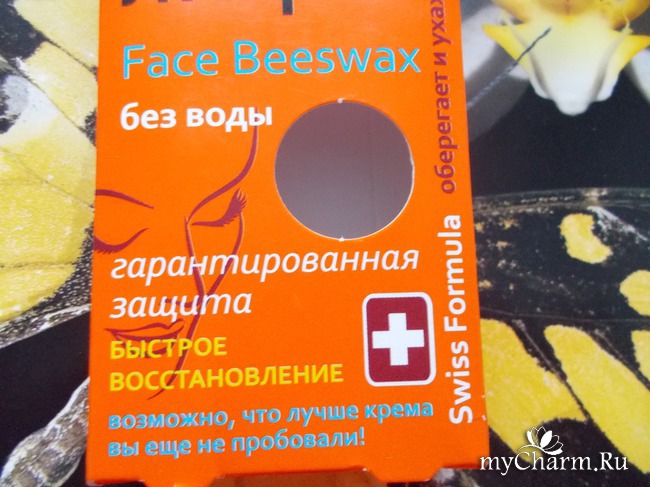 Face Beeswax
без воды
гарантированная
защита
БЫСТРОЕ
ВОССТАНОВЛЕНИЕ
возможно, что лучше крема
вы еще не пробовали!
Swiss Formula
оберегает и
myCharm.Ru